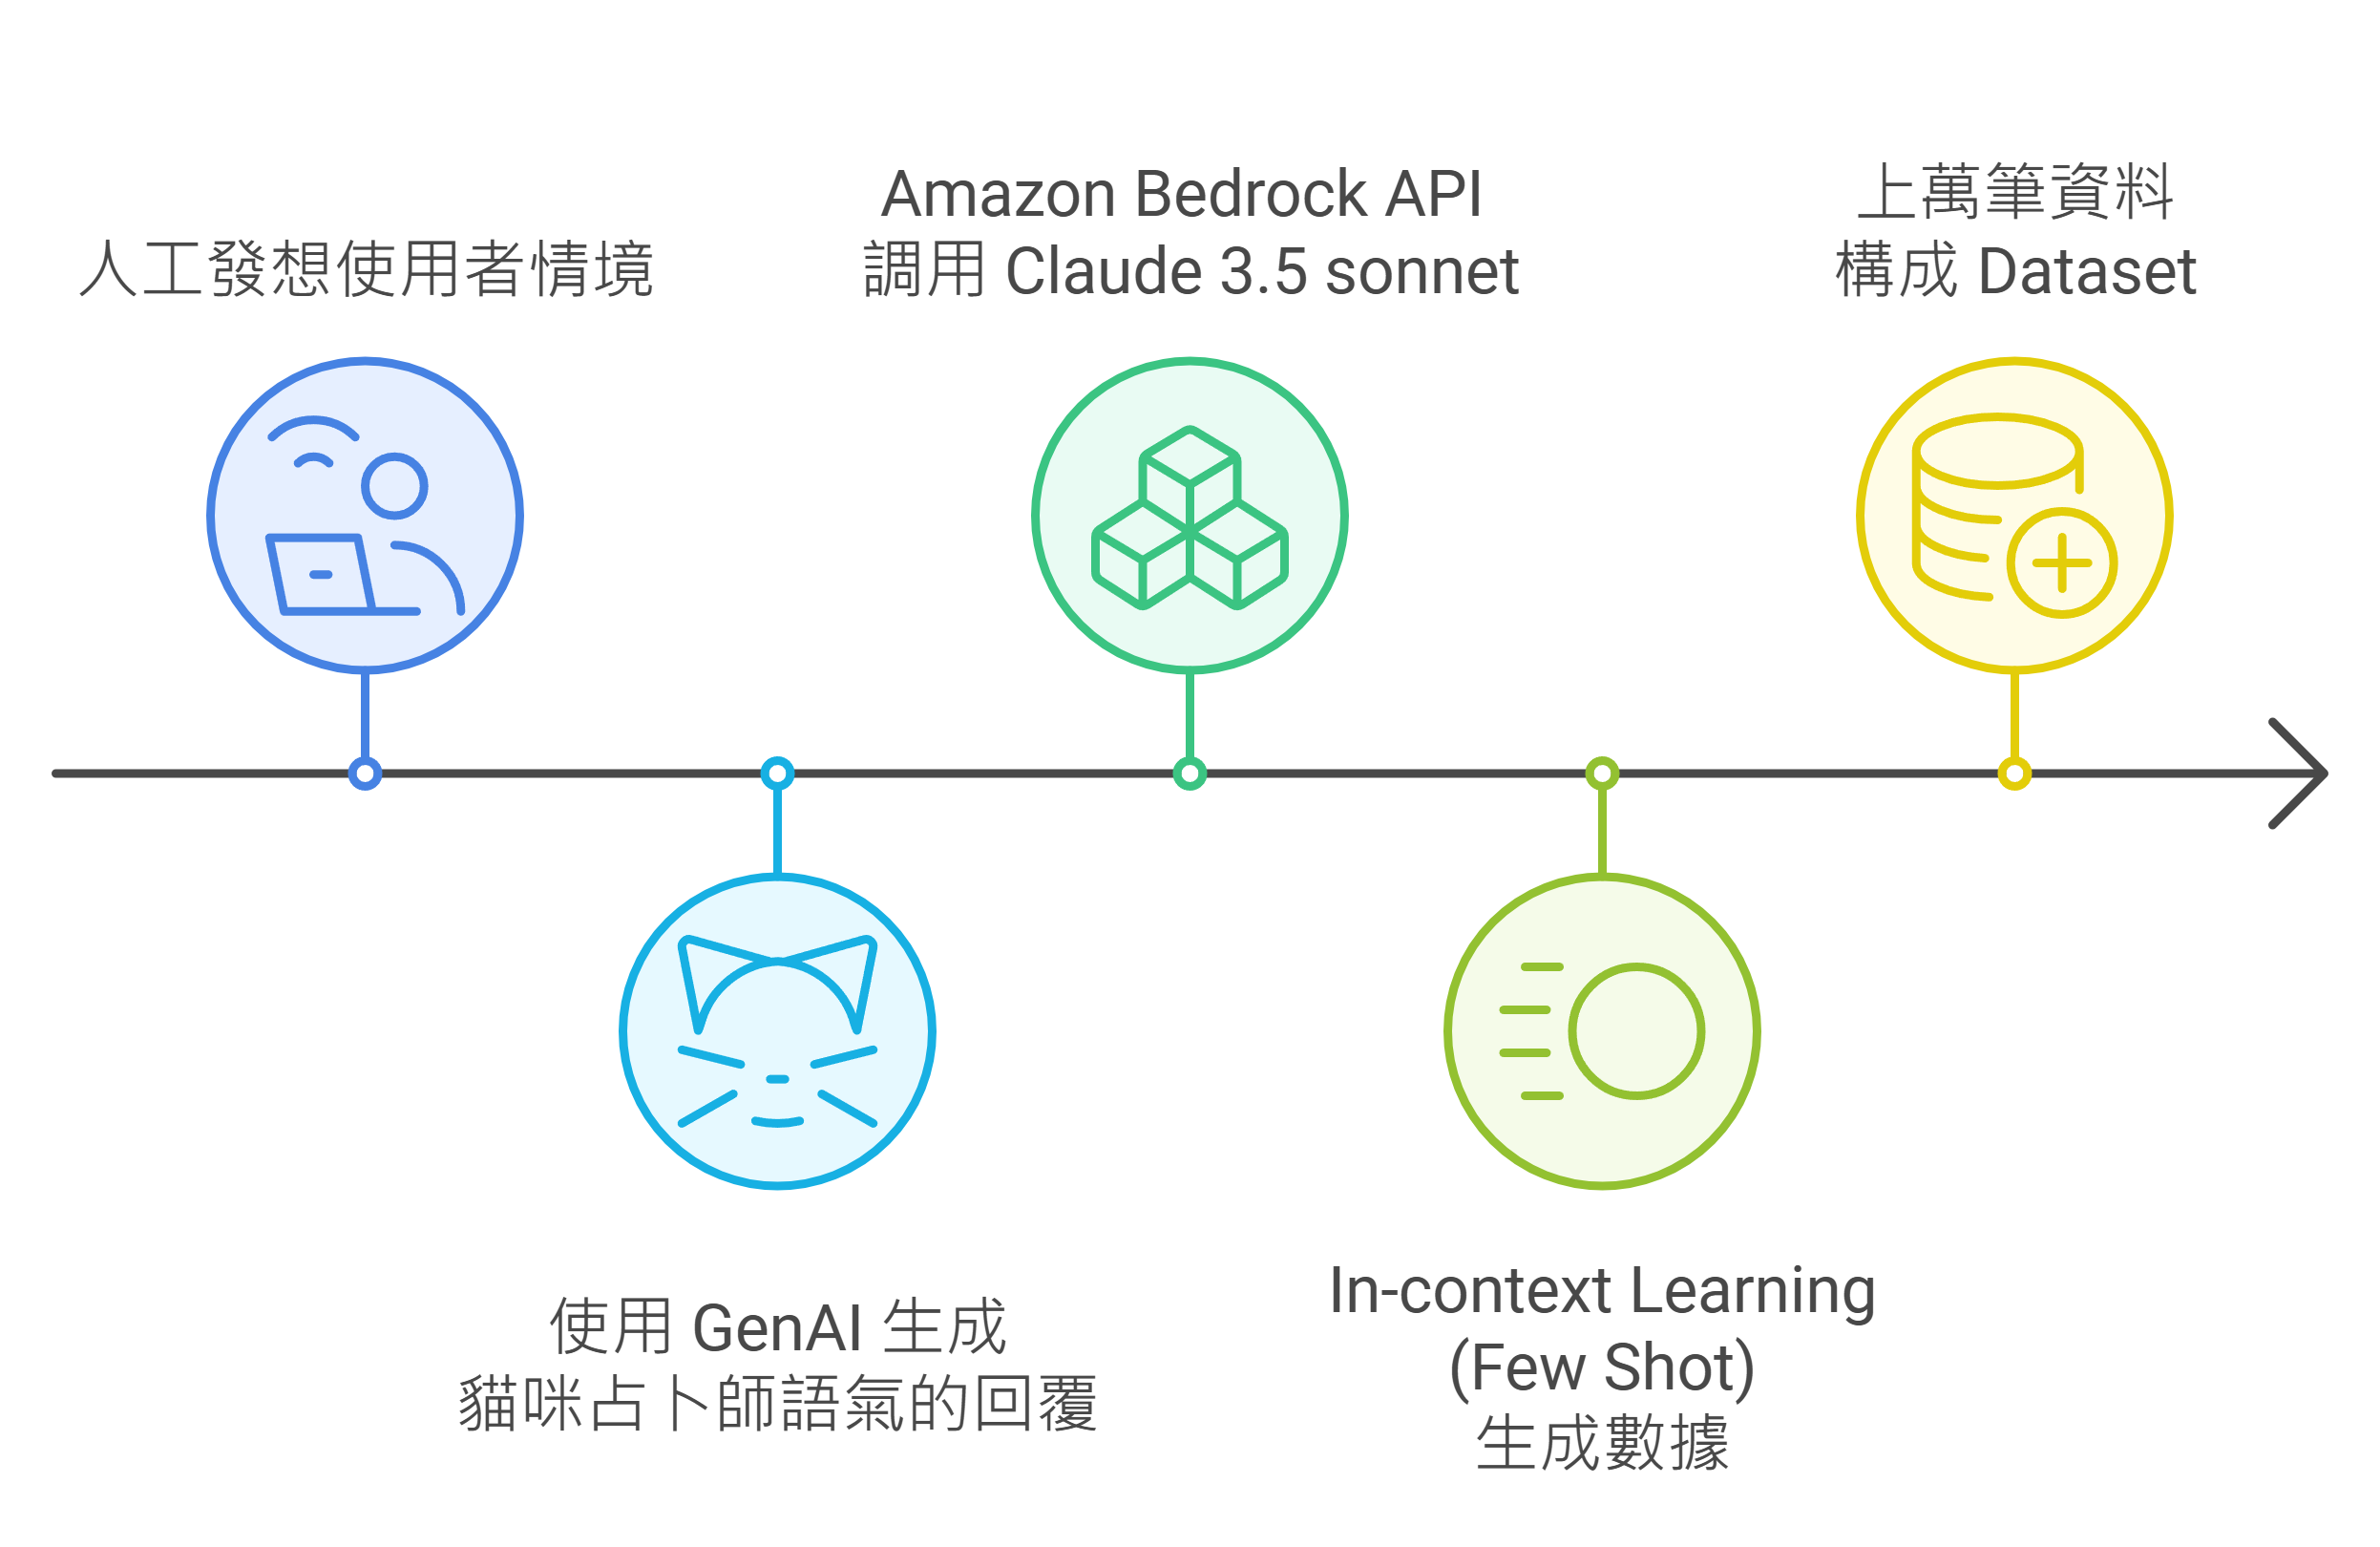 人工發想使用者情境
使用 GenAI 生成
貓咪占卜師語氣的回覆
Amazon Bedrock API
調用 Claude 3.5 sonnet
In-context Learning
(Few Shot)
生成數據
上萬筆資料
構成 Dataset